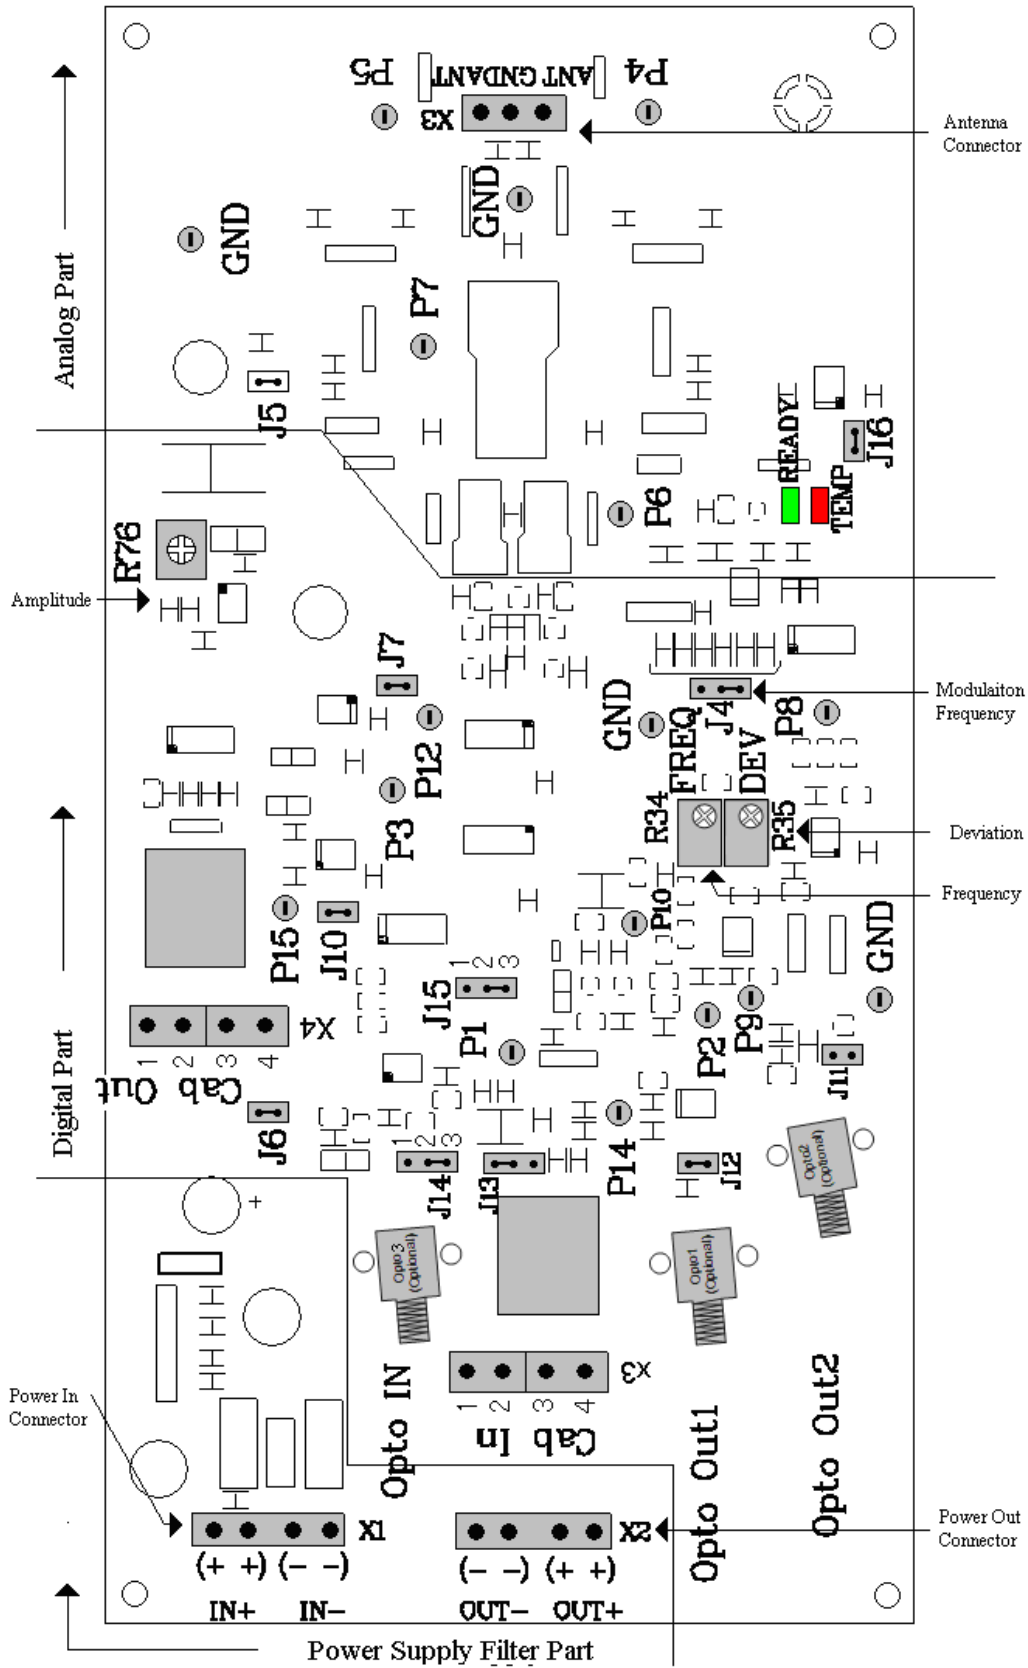 P5
ANT GND ANT
P4
X3
Antenna
Connector
GND
GND
Analog Part
P7
J5
READY
J16
TEMP
P6
R76
Amplitude
J7
GND
FREQ
J4
P8
Modulaiton
Frequency
P12
DEV
R34
R35
Deviation
P3
Frequency
P10
GND
P15
J10
J15
1 2 3
X4
1 2 3 4
Cab Out
P1
P2
P9
J11
Digital Part
J6
1 2 3
J14
J13
P14
J12
Opto2
(Optional)
+
Opto3
(Optional)
Opto1
(Optional)
x3
1 2 3 4
Cab In
Opto IN
Opto Out1
Opto Out2
Power In
Connector
X1
X2
Power Out
Connector
(+ +) (- -)
(- -) (+ +)
IN+ IN-
OUT- OUT+
Power Supply Filter Part